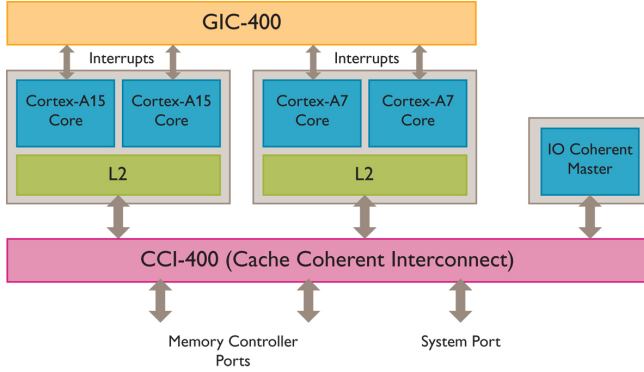 GIC-400
Interrupts
Interrupts
Cortex-A15
Core
Cortex-A15
Core
Cortex-A7
Core
Cortex-A7
Core
L2
L2
IO Coherent
Master
CCI-400 (Cache Coherent Interconnect)
Memory Controller
Ports
System Port